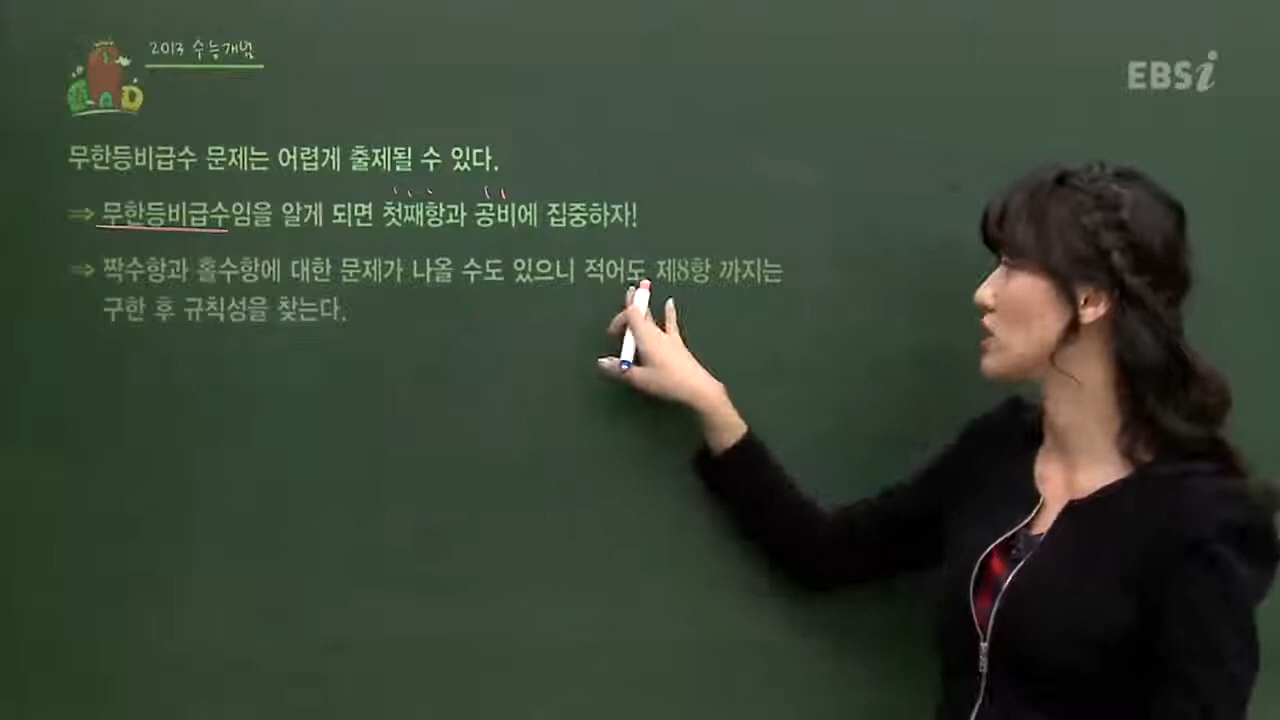 2013 수능개념
EBSi
무한등비급수 문제는 어렵게 출제될 수 있다.
⇒ 무한등비급수임을 알게 되면 첫째항과 공비에 집중하자!
⇒ 짝수항과 홀수항에 대한 문제가 나올 수도 있으니 적어도 제8항 까지는
구한 후 규칙성을 찾는다.